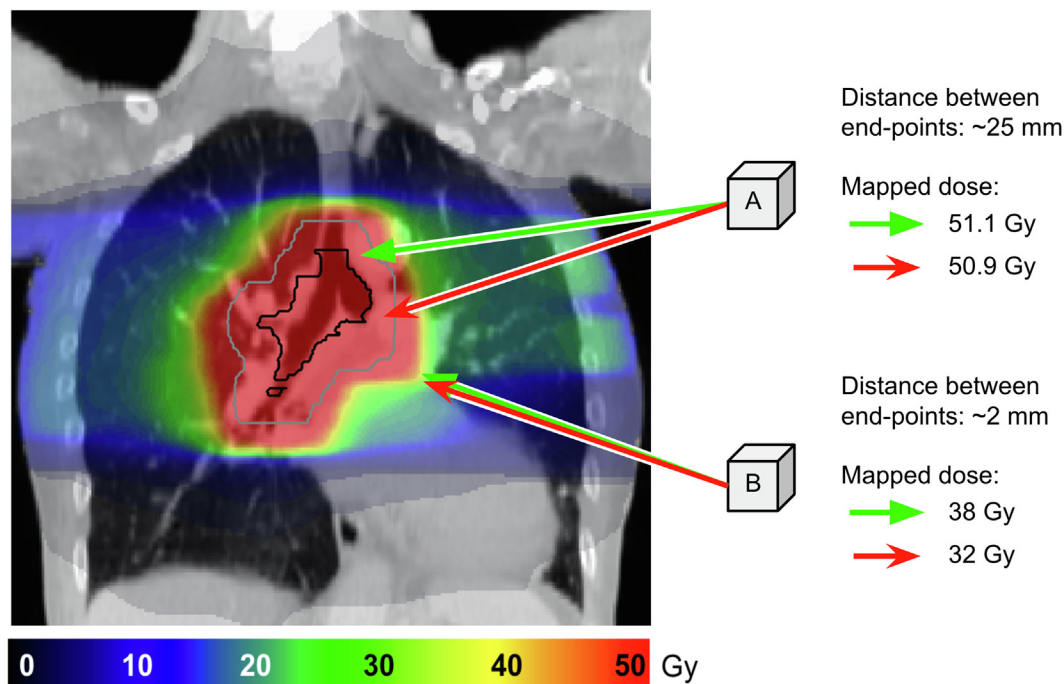 Distance between
end-points: ~25 mm
A
Mapped dose:
51.1 Gy
50.9 Gy
Distance between
end-points: ~2 mm
B
Mapped dose:
38 Gy
32 Gy
0 10 20 30 40 50 Gy